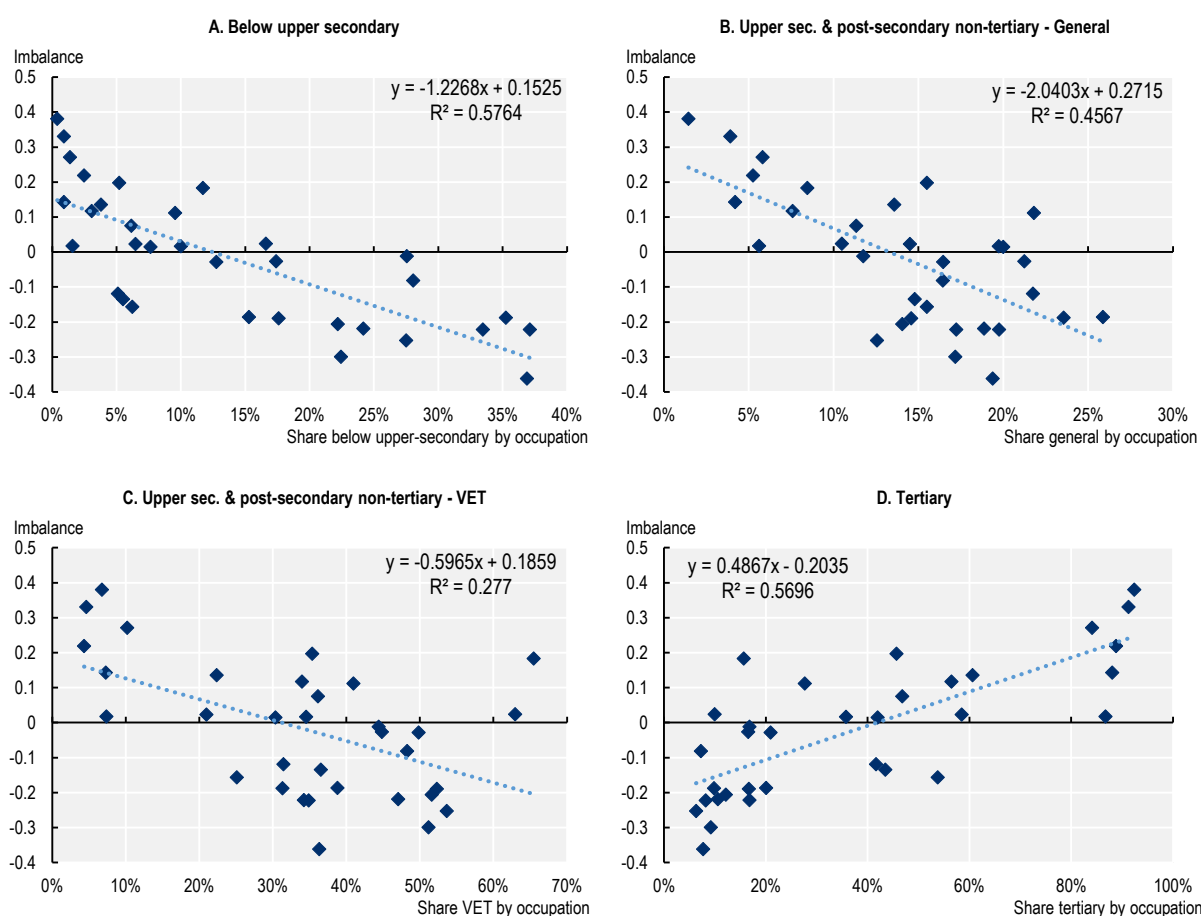 A. Below upper secondary
Imbalance
0.5
0.4
0.3
0.2
0.1
0
-0.1
-0.2
-0.3
-0.4
y = -1.2268x + 0.1525
R² = 0.5764
0% 5% 10% 15% 20% 25% 30% 35% 40%
Share below upper-secondary by occupation
B. Upper sec. & post-secondary non-tertiary - General
Imbalance
0.5
0.4
0.3
0.2
0.1
0
-0.1
-0.2
-0.3
-0.4
y = -2.0403x + 0.2715
R² = 0.4567
0% 5% 10% 15% 20% 25% 30%
Share general by occupation
C. Upper sec. & post-secondary non-tertiary - VET
Imbalance
0.5
0.4
0.3
0.2
0.1
0
-0.1
-0.2
-0.3
-0.4
y = -0.5965x + 0.1859
R² = 0.277
0% 10% 20% 30% 40% 50% 60% 70%
Share VET by occupation
D. Tertiary
Imbalance
0.5
0.4
0.3
0.2
0.1
0
-0.1
-0.2
-0.3
-0.4
y = 0.4867x - 0.2035
R² = 0.5696
0% 20% 40% 60% 80% 100%
Share tertiary by occupation